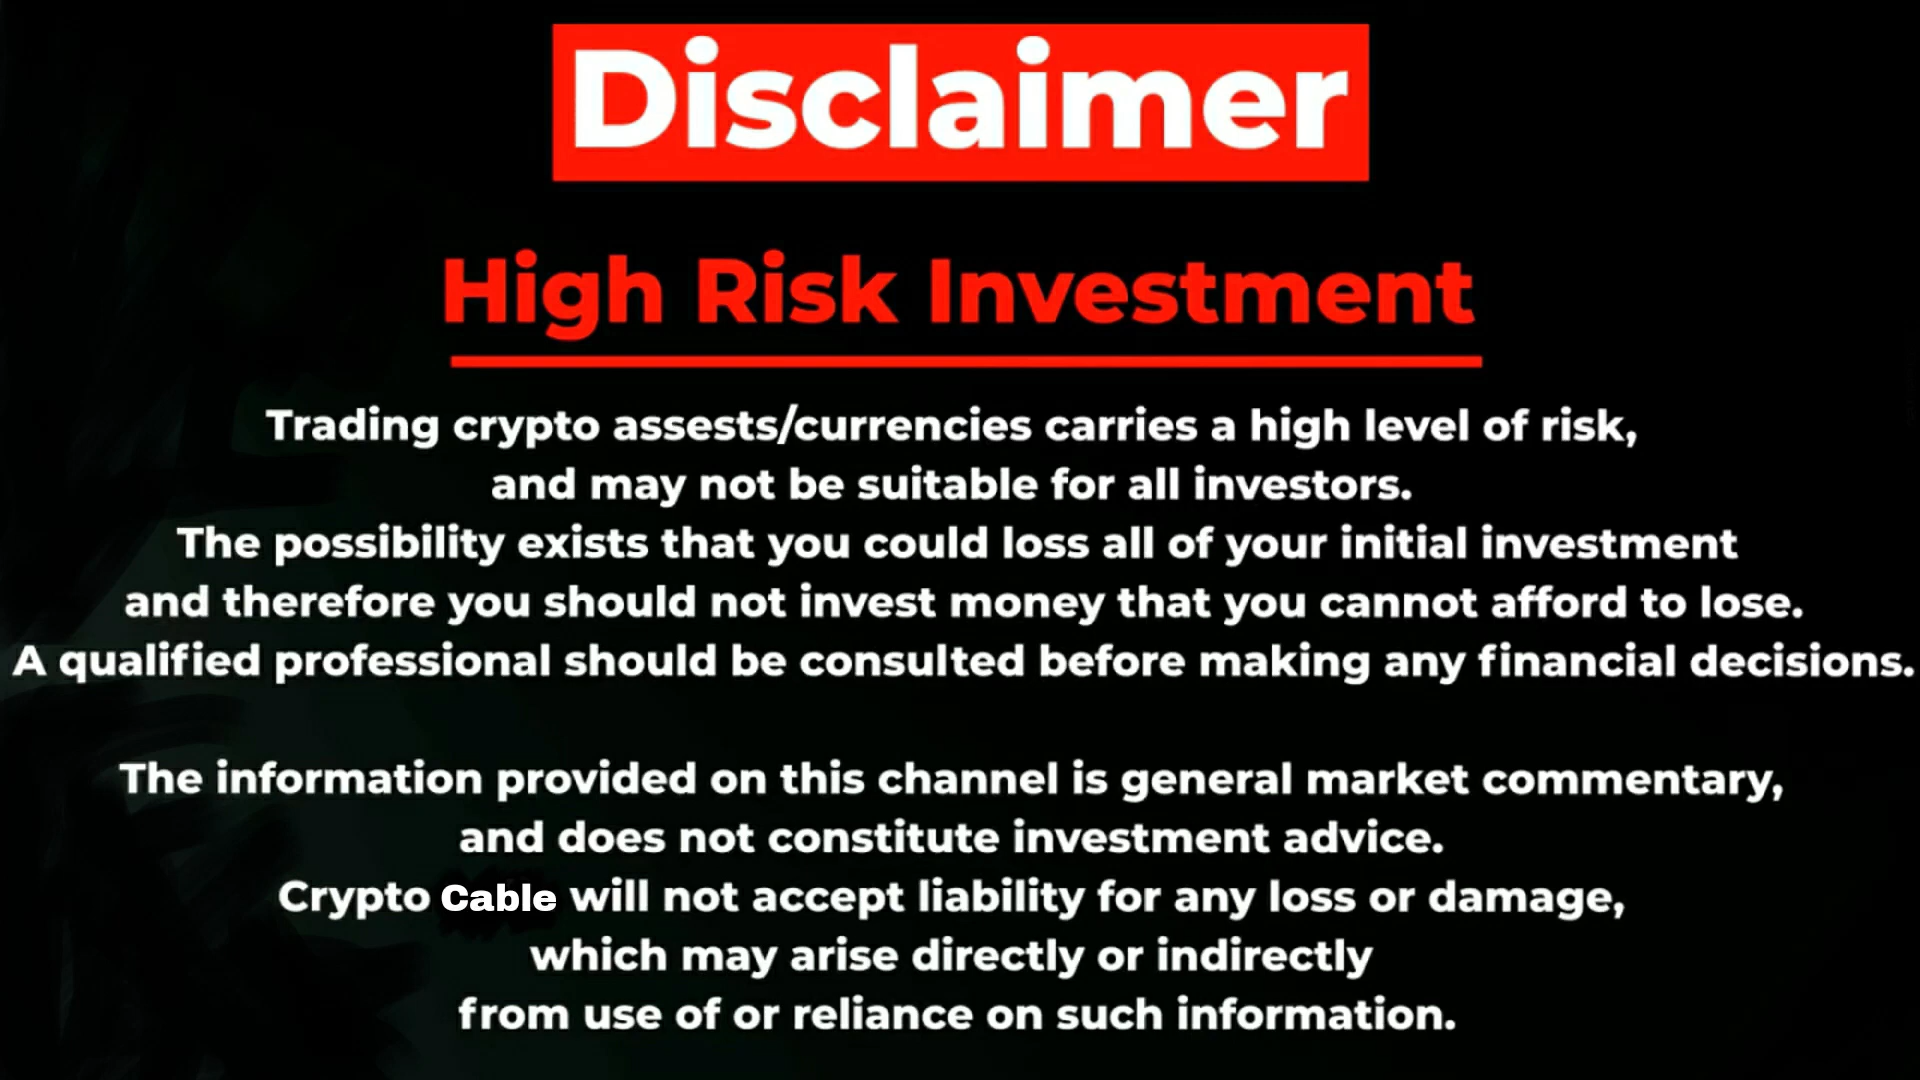 Disclaimer
High Risk Investment
Trading crypto assests/currencies carries a high level of risk,
and may not be suitable for all investors.
The possibility exists that you could loss all of your initial investment
and therefore you should not invest money that you cannot afford to lose.
A qualified professional should be consulted before making any financial decisions.
The information provided on this channel is general market commentary,
and does not constitute investment advice.
Crypto Cable will not accept liability for any loss or damage,
which may arise directly or indirectly
from use of or reliance on such information.